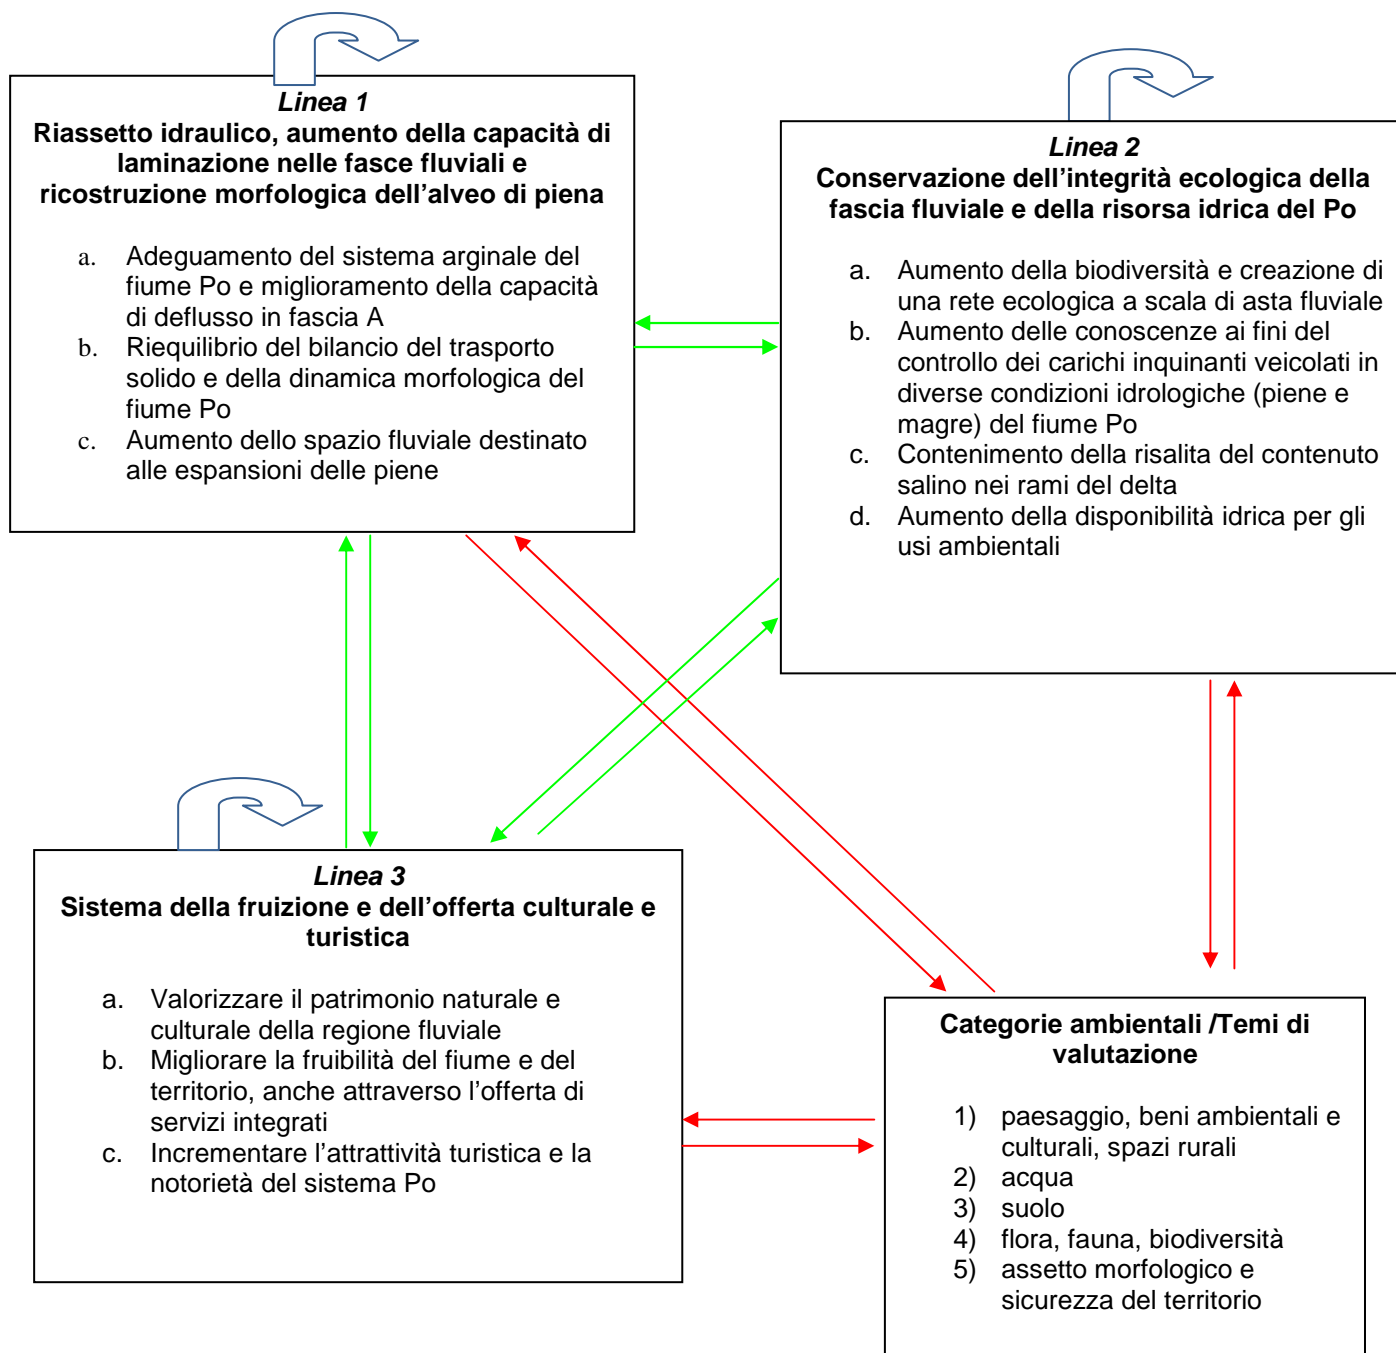 Linea 1
Riassetto idraulico, aumento della capacità di
laminazione nelle fasce fluviali e
ricostruzione morfologica dell'alveo di piena
a. Adeguamento del sistema arginale del
fiume Po e miglioramento della capacità
di deflusso in fascia A
b. Riequilibrio del bilancio del trasporto
solido e della dinamica morfologica del
fiume Po
c. Aumento dello spazio fluviale destinato
alle espansioni delle piene
Linea 2
Conservazione dell'integrità ecologica della
fascia fluviale e della risorsa idrica del Po
a. Aumento della biodiversità e creazione di
una rete ecologica a scala di asta fluviale
b. Aumento delle conoscenze ai fini del
controllo dei carichi inquinanti veicolati in
diverse condizioni idrologiche (piene e
magre) del fiume Po
c. Contenimento della risalita del contenuto
salino nei rami del delta
d. Aumento della disponibilità idrica per gli
usi ambientali
Linea 3
Sistema della fruizione e dell'offerta culturale e
turistica
a. Valorizzare il patrimonio naturale e
culturale della regione fluviale
b. Migliorare la fruibilità del fiume e del
territorio, anche attraverso l'offerta di
servizi integrati
c. Incrementare l'attrattività turistica e la
notorietà del sistema Po
Categorie ambientali /Temi di
valutazione
1) paesaggio, beni ambientali e
culturali, spazi rurali
2) acqua
3) suolo
4) flora, fauna, biodiversità
5) assetto morfologico e
sicurezza del territorio